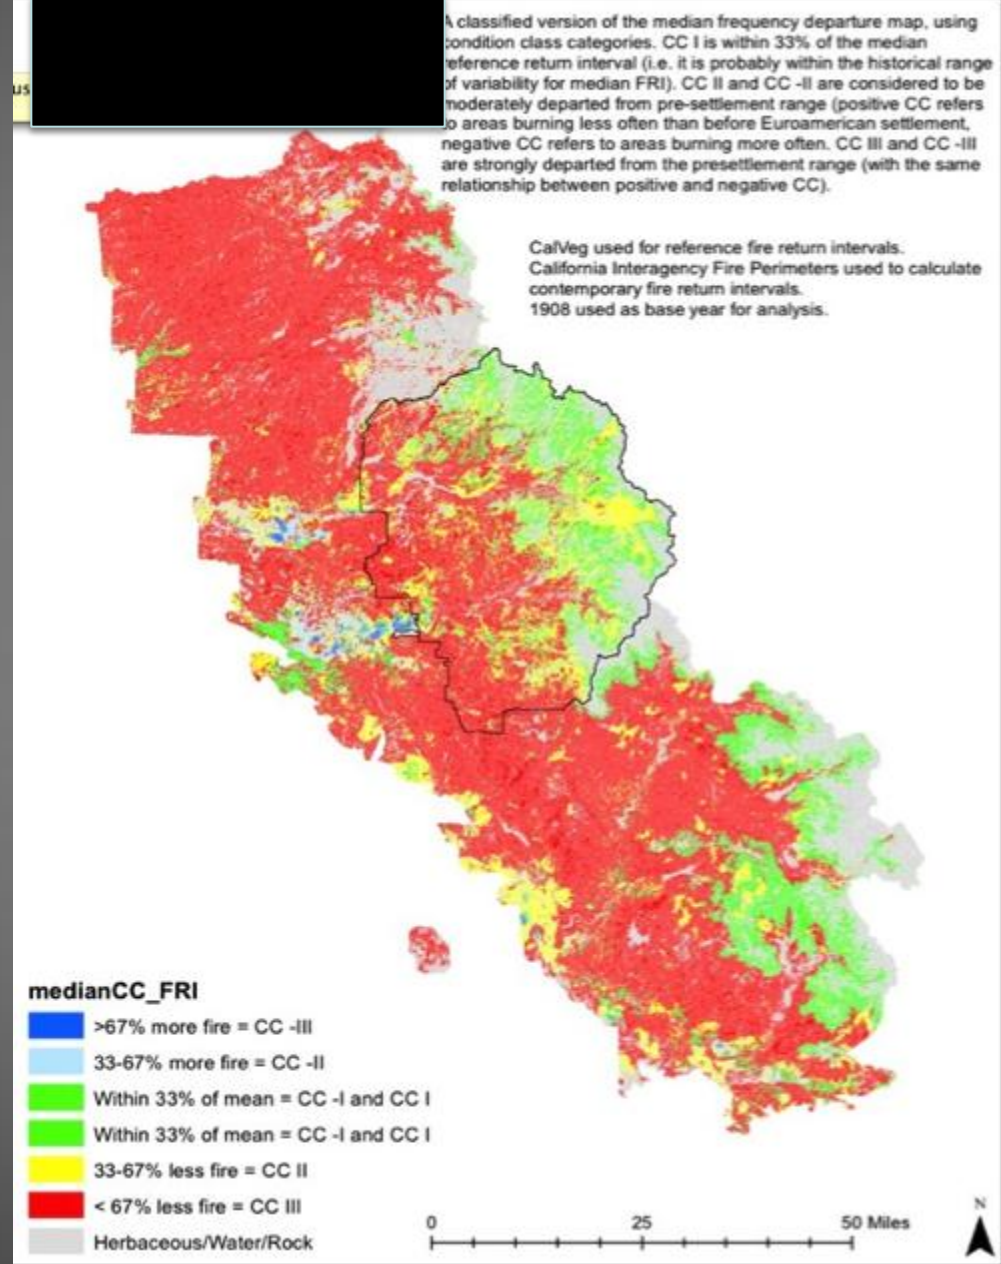 us
A classified version of the median frequency departure map, using
condition class categories. CC I is within 33% of the median
reference return interval (i.e. it is probably within the historical range
of variability for median FRI). CC II and CC -II are considered to be
moderately departed from pre-settlement range (positive CC refers
to areas burning less often than before Euroamerican settlement,
negative CC refers to areas burning more often. CC III and CC -III
are strongly departed from the presettlement range (with the same
relationship between positive and negative CC).
CalVeg used for reference fire return intervals.
California Interagency Fire Perimeters used to calculate
contemporary fire return intervals.
1908 used as base year for analysis.
medianCC_FRI
>67% more fire = CC -III
33-67% more fire = CC -II
Within 33% of mean = CC -I and CC I
Within 33% of mean = CC -I and CC I
33-67% less fire = CC II
< 67% less fire = CC III
Herbaceous/Water/Rock
0 25 50 Miles
N